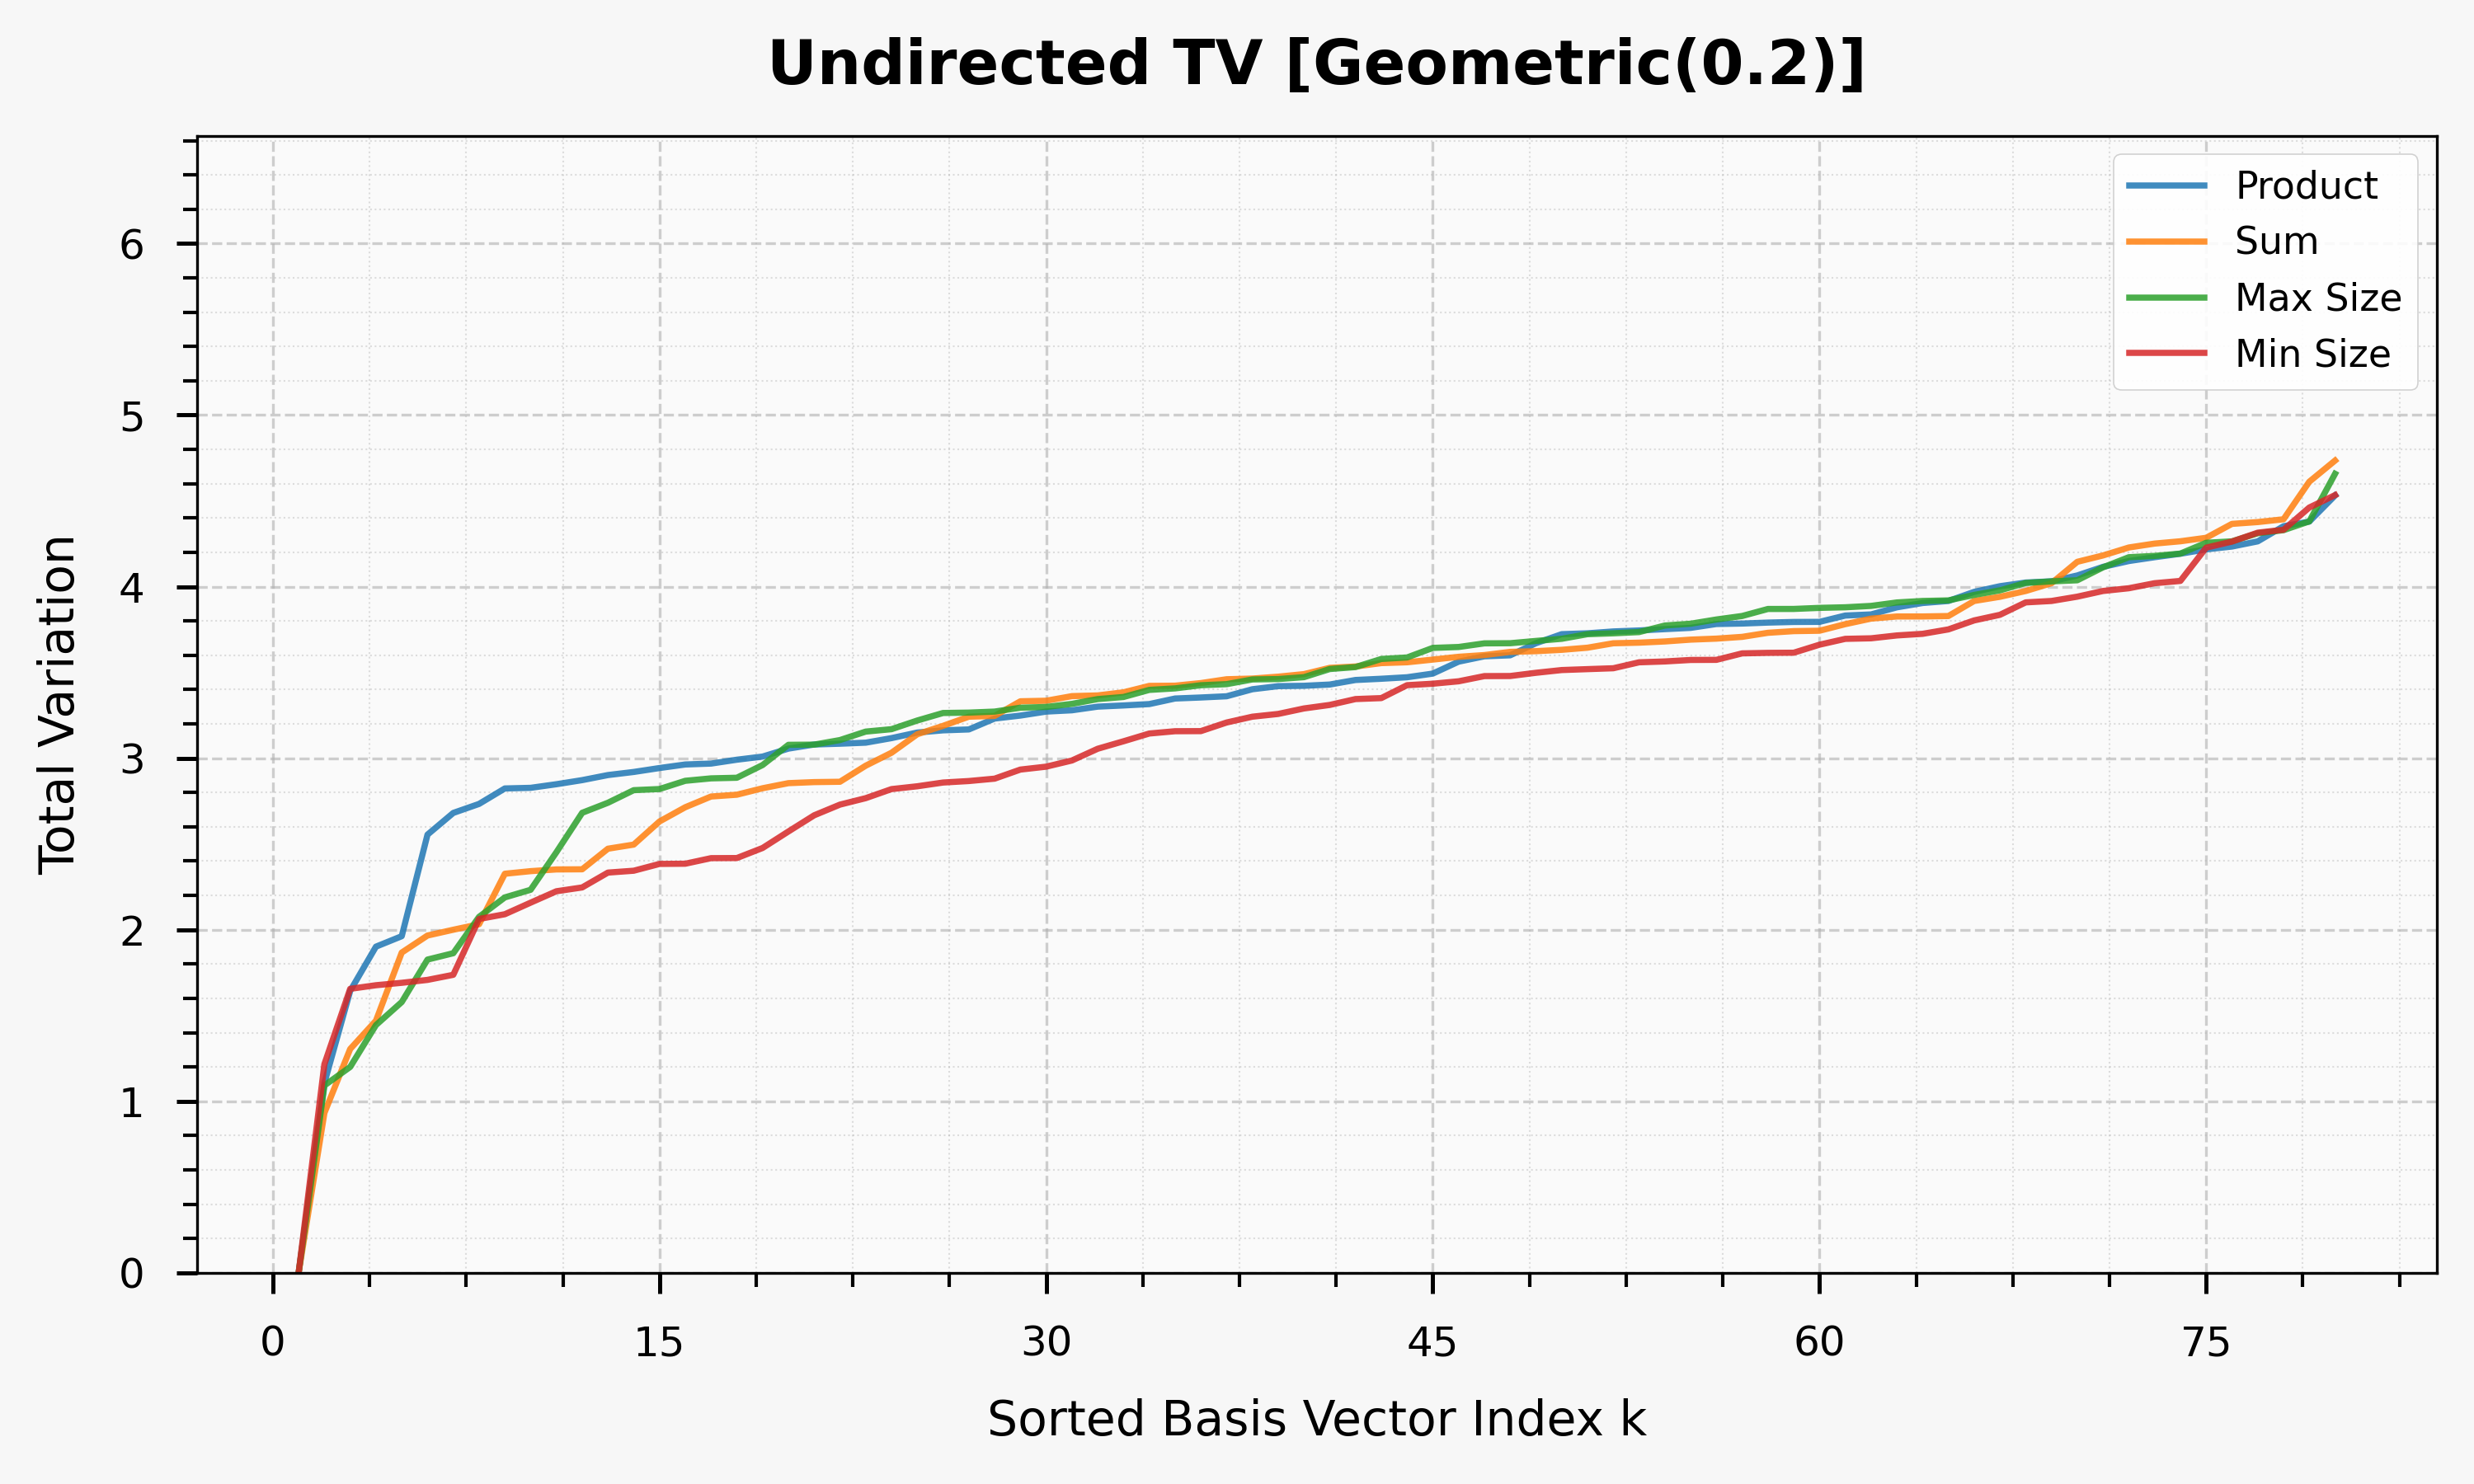 Undirected TV [Geometric(0.2)]
Product
Sum
Max Size
Min Size
Total Variation
6
5
4
3
2
1
0
0 15 30 45 60 75
Sorted Basis Vector Index k